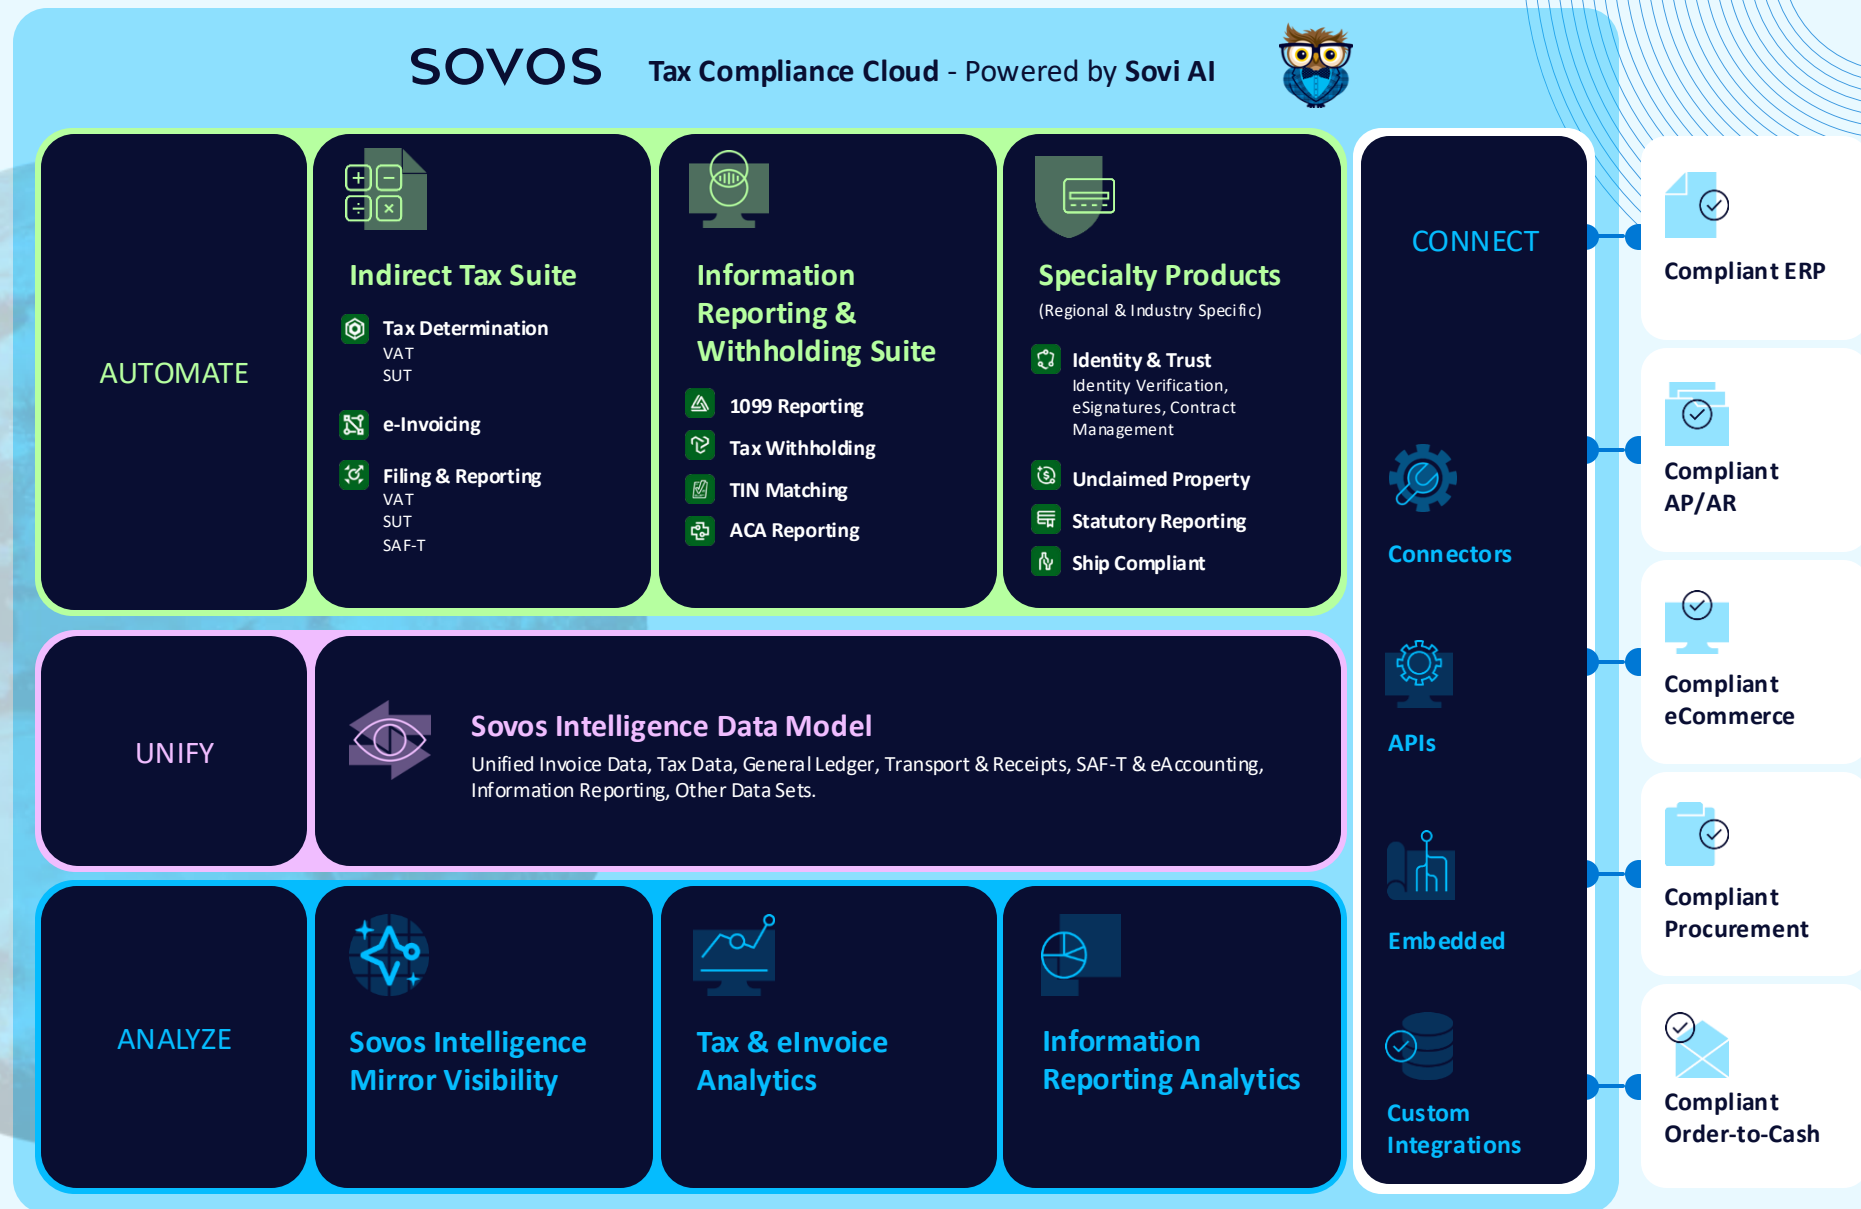 SOVOS
Tax Compliance Cloud - Powered by Sovi AI
AUTOMATE
Indirect Tax Suite
Tax Determination
VAT
SUT
e-Invoicing
Filing & Reporting
VAT
SUT
SAF-T
Information
Reporting &
Withholding Suite
1099 Reporting
Tax Withholding
TIN Matching
ACA Reporting
Specialty Products
(Regional & Industry Specific)
Identity & Trust
Identity Verification,
eSignatures, Contract
Management
Unclaimed Property
Statutory Reporting
Ship Compliant
UNIFY
Sovos Intelligence Data Model
Unified Invoice Data, Tax Data, General Ledger, Transport & Receipts, SAF-T & eAccounting,
Information Reporting, Other Data Sets.
ANALYZE
Sovos Intelligence
Mirror Visibility
Tax & eInvoice
Analytics
Information
Reporting Analytics
CONNECT
Connectors
APIs
Embedded
Custom
Integrations
Compliant ERP
Compliant
AP/AR
Compliant
eCommerce
Compliant
Procurement
Compliant
Order-to-Cash